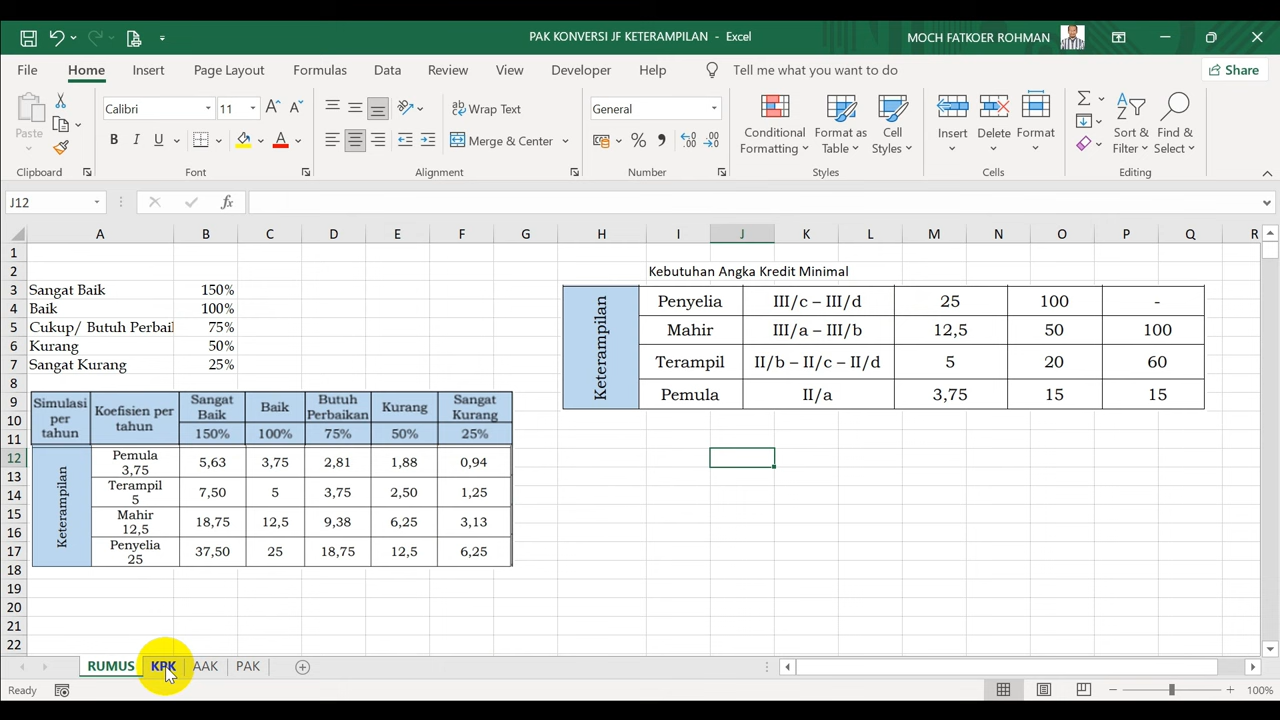 PAK KONVERSI JF KETERAMPILAN - Excel
MOCH FATKOER ROHMAN
File Home Insert Page Layout Formulas Data Review View Developer Help Tell me what you want to do Share
Paste
Calibri 11
Wrap Text
Merge & Center
General
Conditional Formatting
Format as Table
Cell Styles
Insert
Delete
Format
Sort & Filter
Find & Select
Clipboard Font Alignment Number Styles Cells Editing
J12
fx
A B C D E F G H I J K L M N O P Q R
1
2 Kebutuhan Angka Kredit Minimal
3 Sangat Baik 150%
4 Baik 100%
5 Cukup/ Butuh Perbail 75%
6 Kurang 50%
7 Sangat Kurang 25%
8
9
10
11
12
13
14
15
16
17
18
19
20
21
22
Keterampilan
Penyelia III/c – III/d 25 100 -
Mahir III/a – III/b 12,5 50 100
Terampil II/b – II/c – II/d 5 20 60
Pemula II/a 3,75 15 15
Simulasi per tahun
Koefisien per tahun
Sangat Baik Baik Butuh Perbaikan Kurang Sangat Kurang
150% 100% 75% 50% 25%
Keterampilan
Pemula 3,75 5,63 3,75 2,81 1,88 0,94
Terampil 5 7,50 5 3,75 2,50 1,25
Mahir 12,5 18,75 12,5 9,38 6,25 3,13
Penyelia 25 37,50 25 18,75 12,5 6,25
RUMUS KPK AAK PAK
Ready
100%